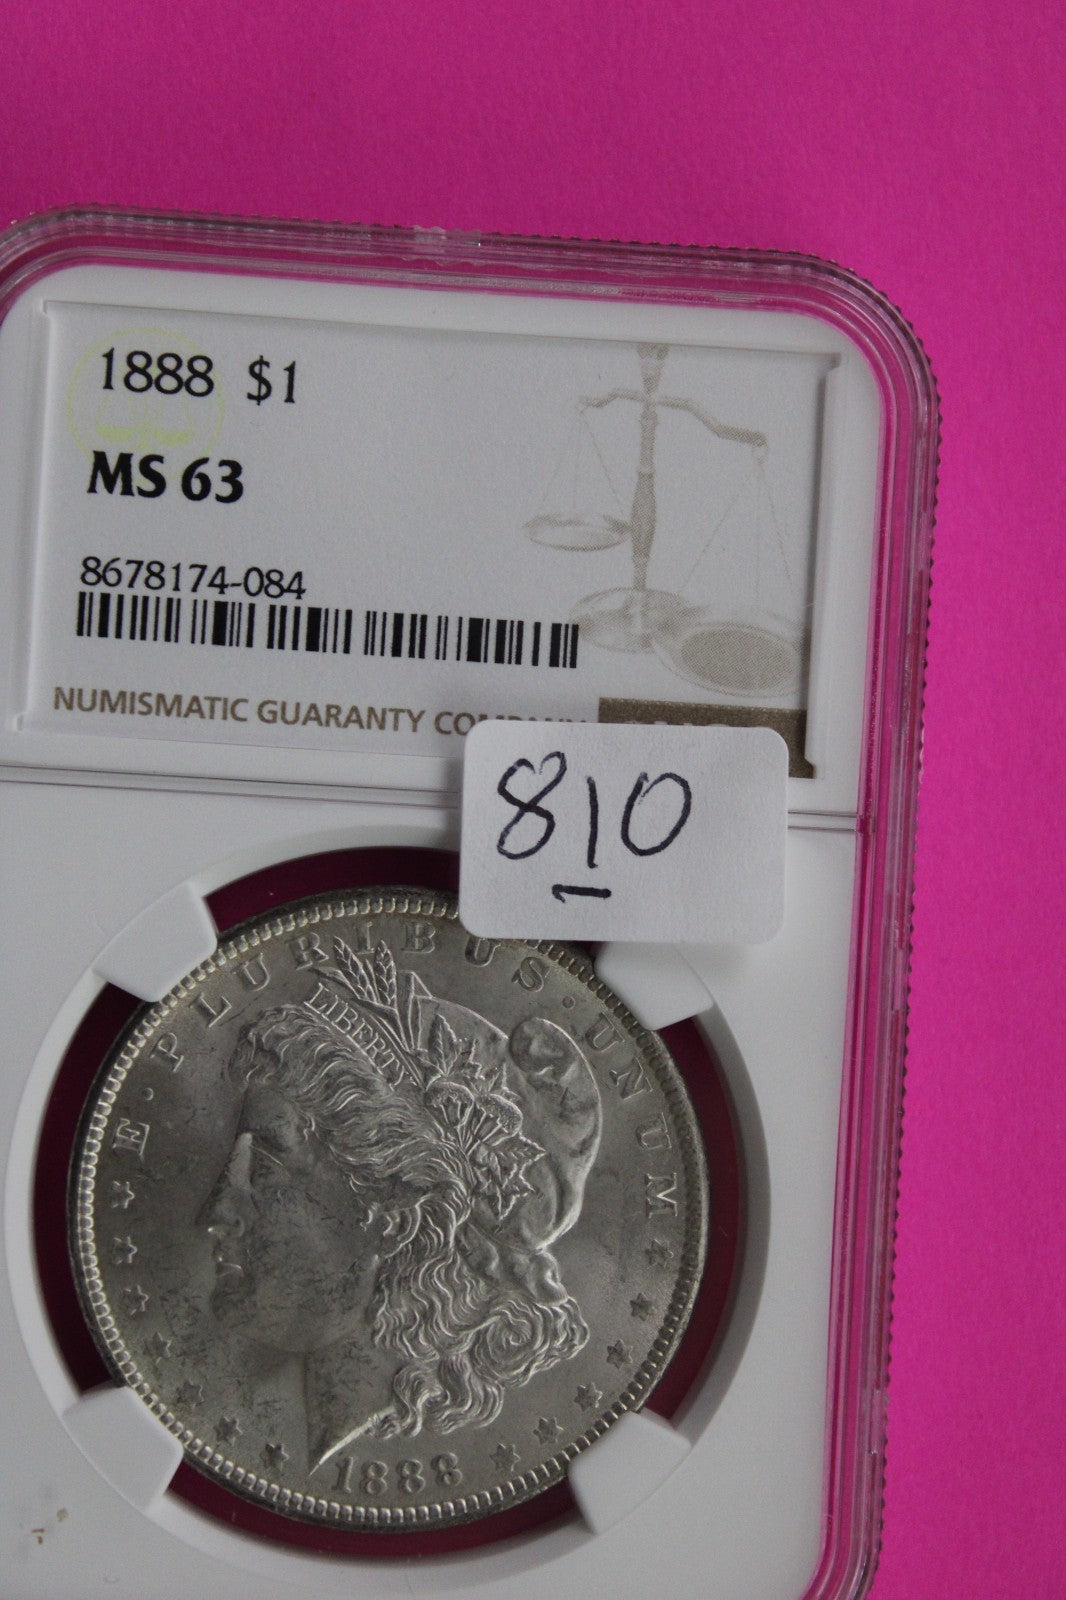 1888 $1
MS 63
8678174-084
NUMISMATIC GUARANTY COMPANY
810
E · PLURIBUS · UNUM
LIBERTY
1888